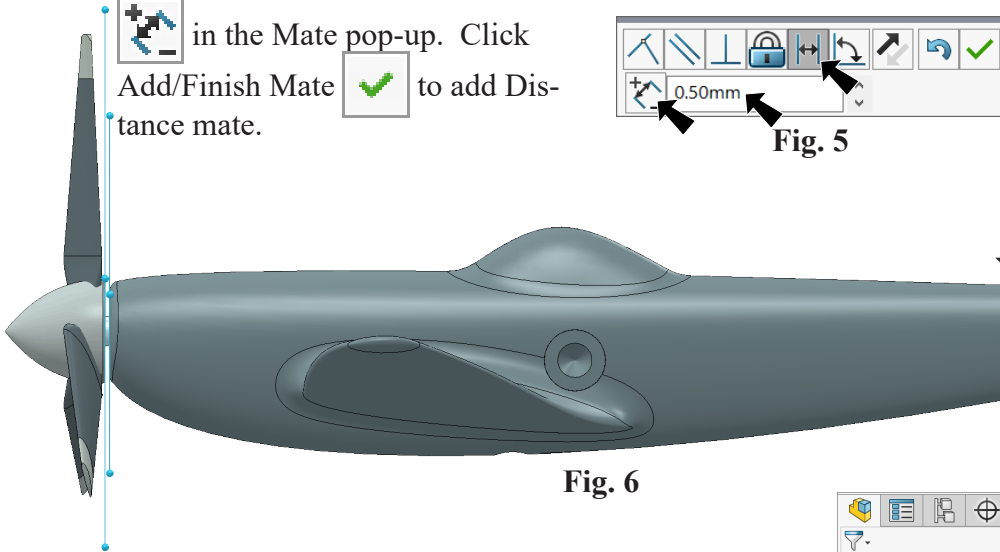 in the Mate pop-up. Click
Add/Finish Mate to add Dis-
tance mate.
0.50mm
Fig. 5
Fig. 6